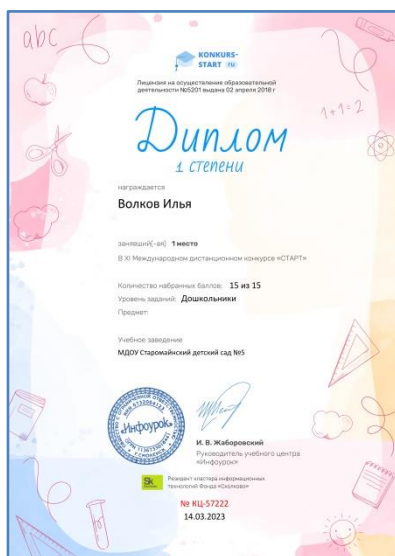 abc
KONKURS-
START ru
Лицензия на осуществление образовательной
деятельности №5201 выдана 02 апреля 2018 г
1+1=2
Диплом
1 степени
награждается
Волков Илья
занявший(-ая) 1 место
В XI Международном дистанционном конкурсе «СТАРТ»
Количество набранных баллов: 15 из 15
Уровень заданий: Дошкольники
Предмет:
Учебное заведение
МДОУ Старомайнский детский сад №5
«Инфоурок»
И. В. Жаборовский
Руководитель учебного центра
«Инфоурок»
Sk
Резидент кластера информационных
технологий Фонда «Сколково»
№ КЦ-57222
14.03.2023